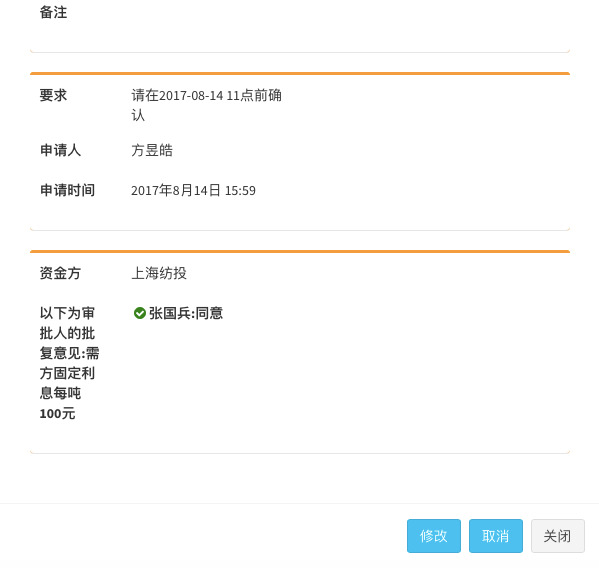 备注
要求
请在2017-08-14 11点前确
认
申请人
方昱皓
申请时间
2017年8月14日 15:59
资金方
上海纺投
以下为审
批人的批
复意见:需
方固定利
息每吨
100元
张国兵:同意
修改
取消
关闭